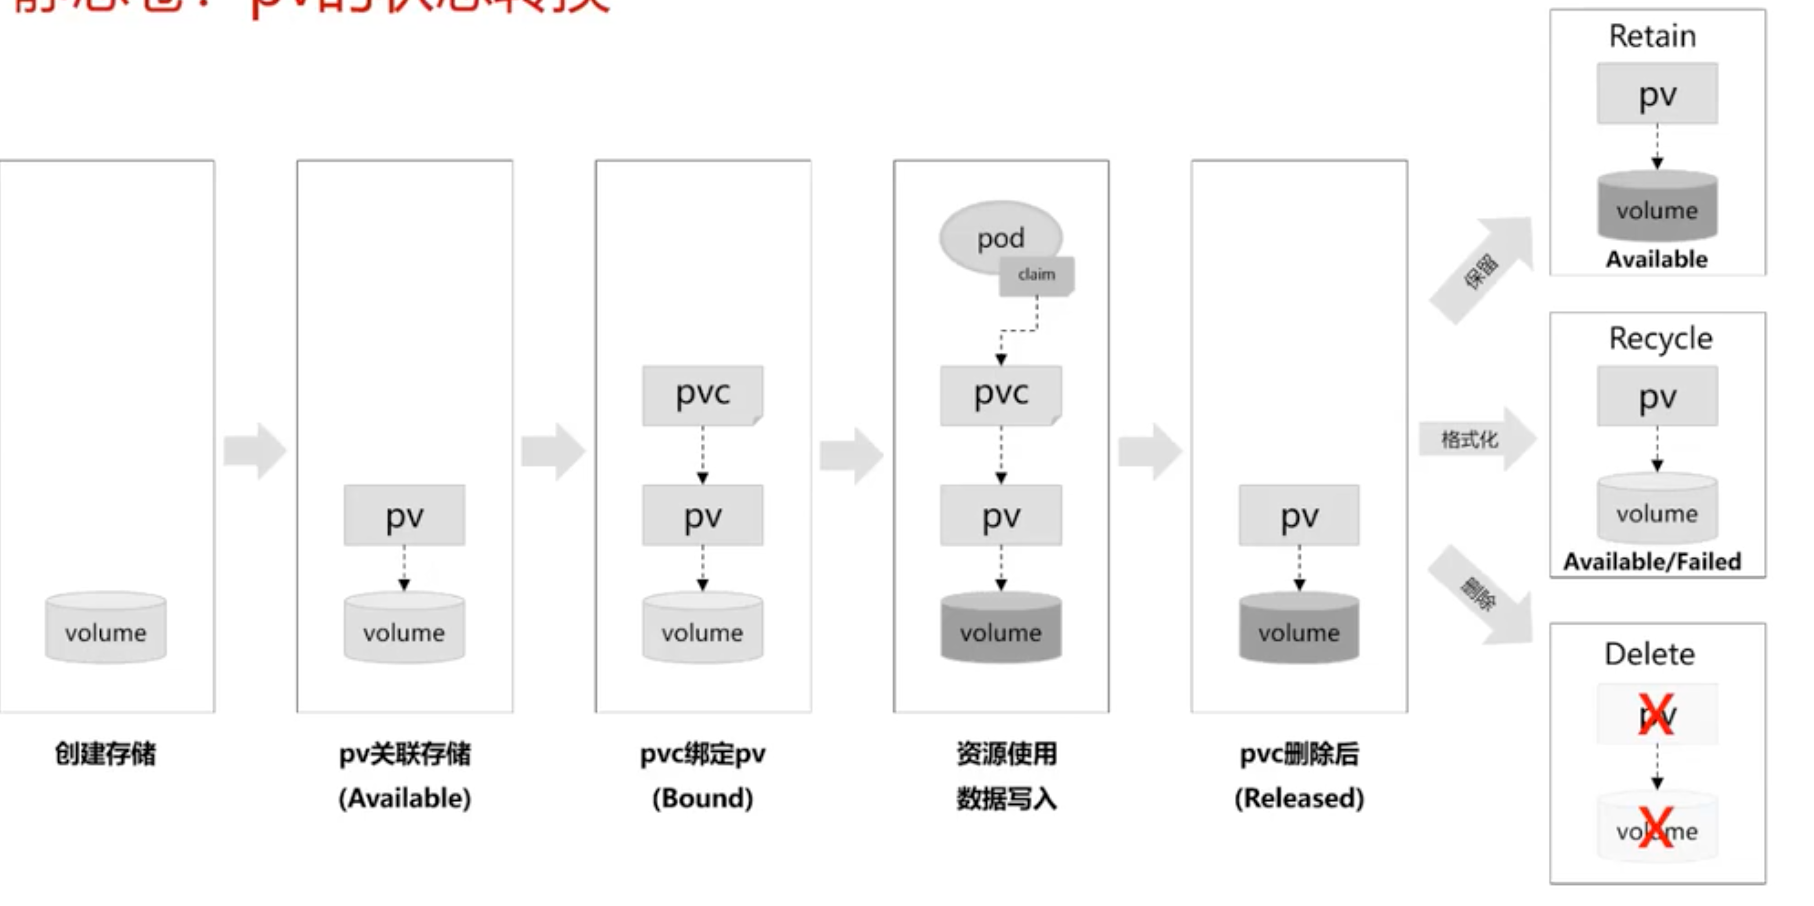 静态卷：pv的状态转换
volume
创建存储
pv
volume
pv关联存储
(Available)
pvc
pv
volume
pvc绑定pv
(Bound)
pod
claim
pvc
pv
volume
资源使用
数据写入
pv
volume
pvc删除后
(Released)
保留
格式化
删除
Retain
pv
volume
Available
Recycle
pv
volume
Available/Failed
Delete
pv
X
volume
X